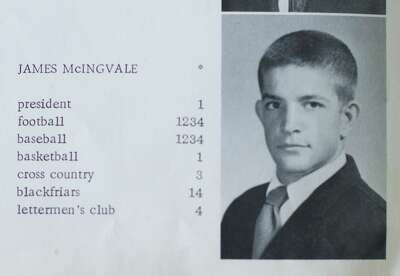 JAMES McINGVALE *
president 1
football 1234
baseball 1234
basketball 1
cross country 3
blackfriars 14
lettermen's club 4